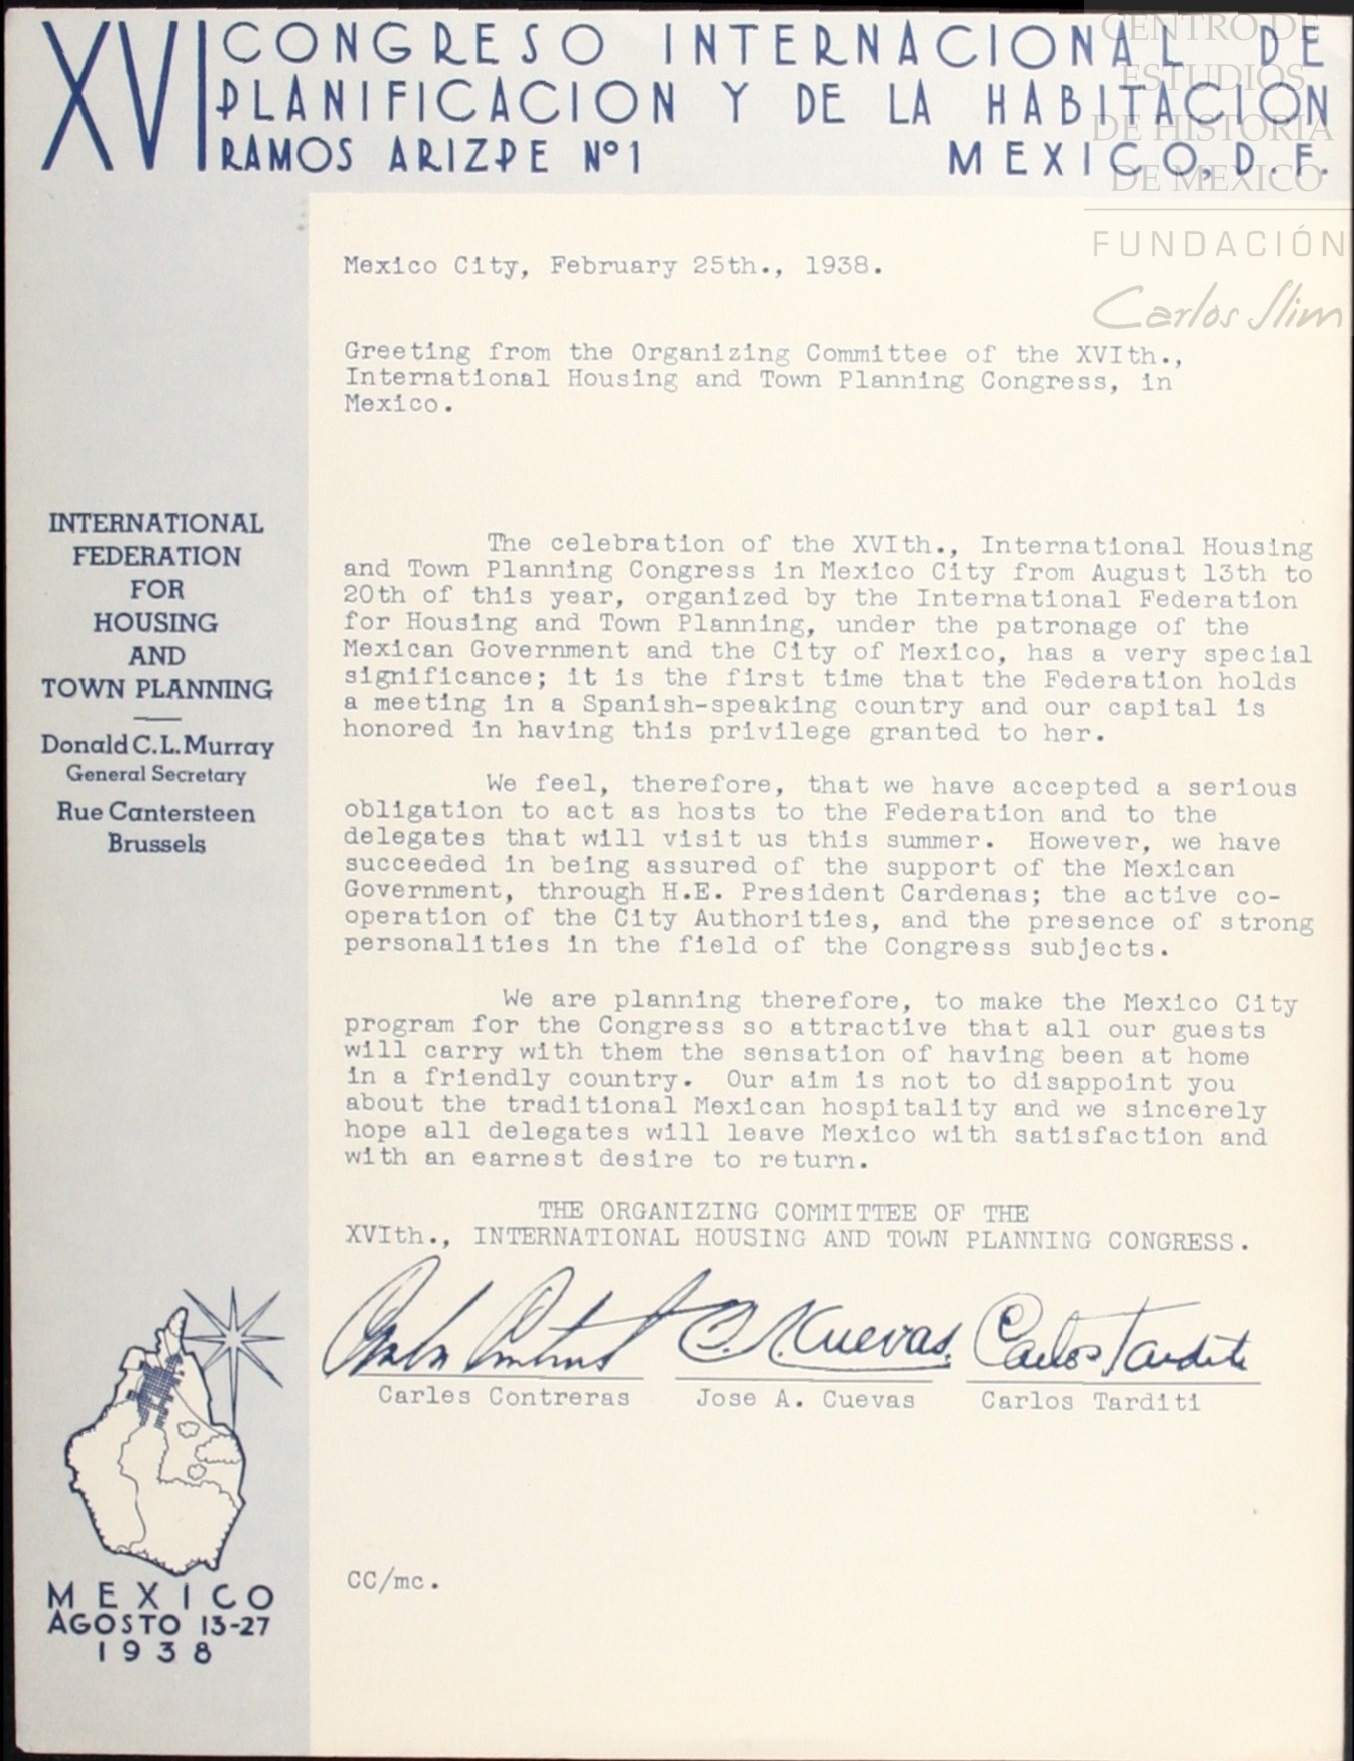 XVI CONGRESO INTERNACIONAL DE
PLANIFICACION Y DE LA HABITACION
RAMOS ARIZPE Nº1 MEXICO, D. F.
CENTRO DE
ESTUDIOS
DE HISTORIA
DE MEXICO
FUNDACIÓN
Carlos Slim
Mexico City, February 25th., 1938.
Greeting from the Organizing Committee of the XVIth.,
International Housing and Town Planning Congress, in
Mexico.
INTERNATIONAL
FEDERATION
FOR
HOUSING
AND
TOWN PLANNING
Donald C.L. Murray
General Secretary
Rue Cantersteen
Brussels
The celebration of the XVIth., International Housing
and Town Planning Congress in Mexico City from August 13th to
20th of this year, organized by the International Federation
for Housing and Town Planning, under the patronage of the
Mexican Government and the City of Mexico, has a very special
significance; it is the first time that the Federation holds
a meeting in a Spanish-speaking country and our capital is
honored in having this privilege granted to her.
We feel, therefore, that we have accepted a serious
obligation to act as hosts to the Federation and to the
delegates that will visit us this summer. However, we have
succeeded in being assured of the support of the Mexican
Government, through H.E. President Cardenas; the active co-
operation of the City Authorities, and the presence of strong
personalities in the field of the Congress subjects.
We are planning therefore, to make the Mexico City
program for the Congress so attractive that all our guests
will carry with them the sensation of having been at home
in a friendly country. Our aim is not to disappoint you
about the traditional Mexican hospitality and we sincerely
hope all delegates will leave Mexico with satisfaction and
with an earnest desire to return.
THE ORGANIZING COMMITTEE OF THE
XVIth., INTERNATIONAL HOUSING AND TOWN PLANNING CONGRESS.
Carlos Contreras J. A. Cuevas. Carlos Tarditi
Carles Contreras Jose A. Cuevas Carlos Tarditi
CC/mc.
MEXICO
AGOSTO 13-27
1938